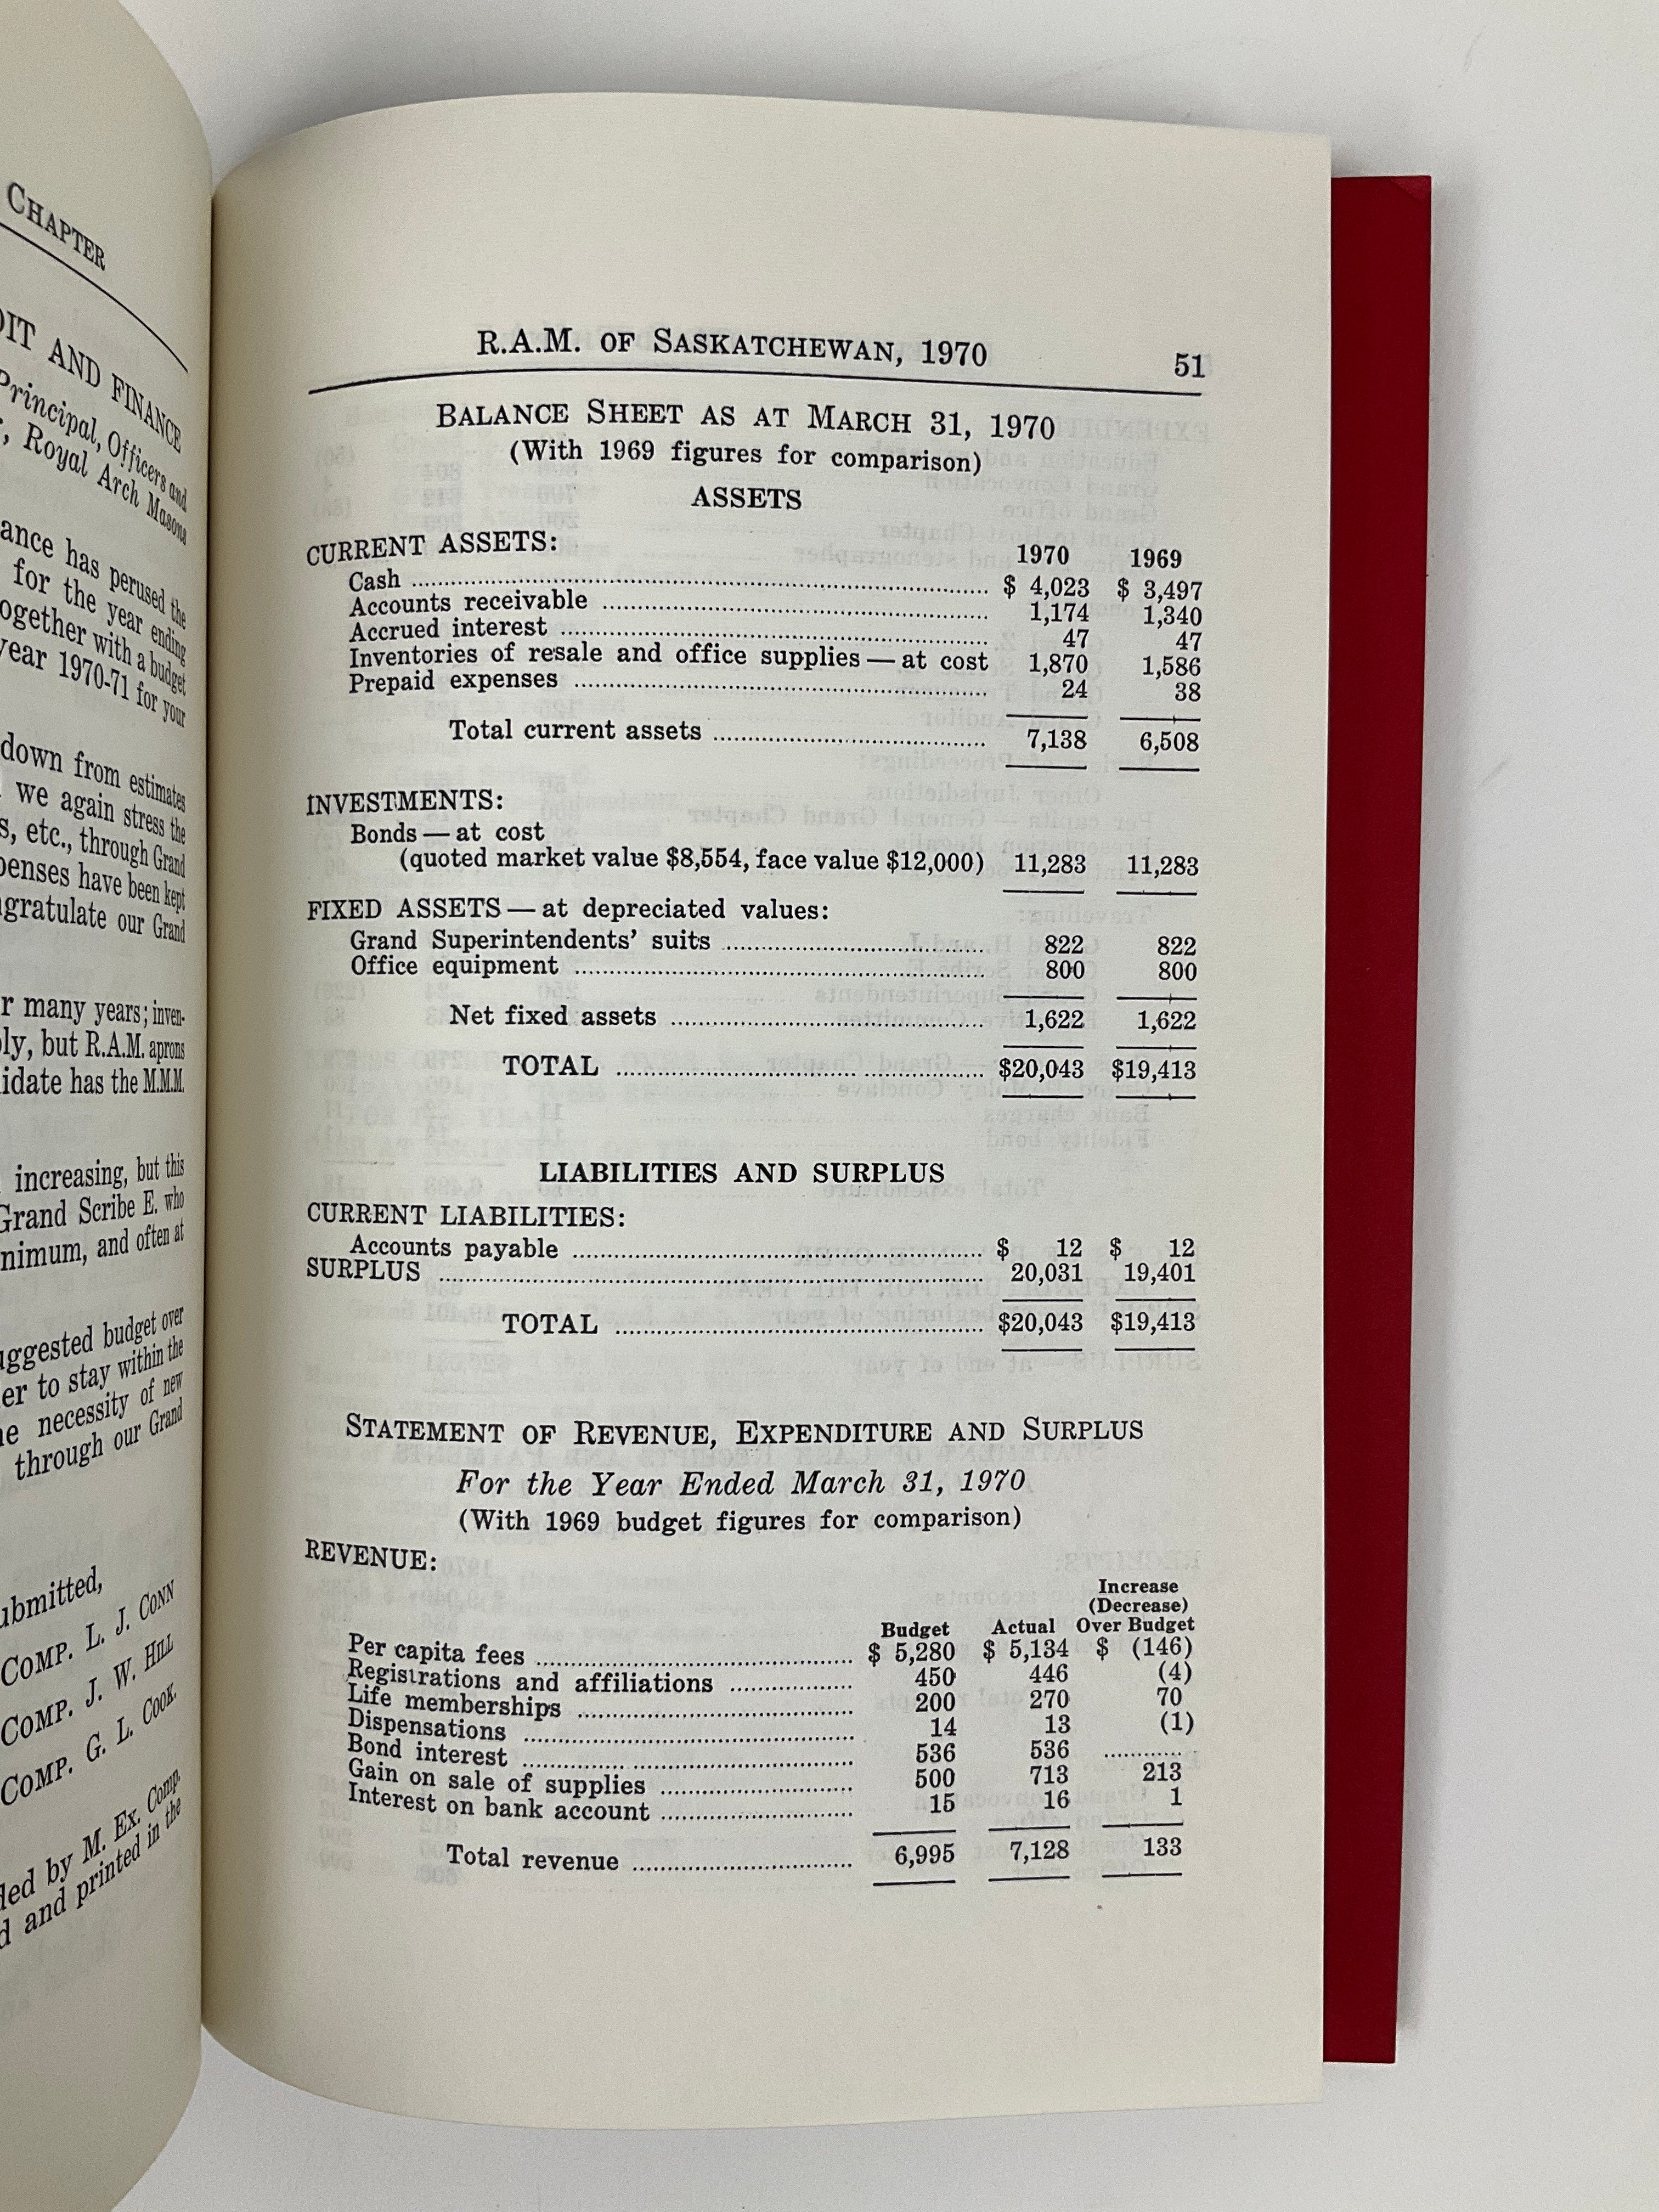 CHAPTER
AND FINANCE
Principal, Officers and
Royal Arch Masons
has perused the
for the year ending
together with a budget
year 1970-71 for your
down from estimates
we again stress the
etc., through Grand
have been kept
our Grand
many years; inven-
but R.A.M. aprons
has the M.M.M.
increasing, but this
Grand Scribe E. who
and often at
budget over
to stay within the
necessity of new
through our Grand
COMP. L. J. CONN
COMP. J. W. HILL
COMP. G. L. COOK.
by M. Ex. Comp.
and printed in the
R.A.M. OF SASKATCHEWAN, 1970 51
BALANCE SHEET AS AT MARCH 31, 1970
(With 1969 figures for comparison)
ASSETS
CURRENT ASSETS: 1970 1969
Cash .......... $ 4,023 $ 3,497
Accounts receivable .......... 1,174 1,340
Accrued interest .......... 47 47
Inventories of resale and office supplies — at cost 1,870 1,586
Prepaid expenses .......... 24 38
Total current assets .......... 7,138 6,508
INVESTMENTS:
Bonds — at cost
(quoted market value $8,554, face value $12,000) 11,283 11,283
FIXED ASSETS — at depreciated values:
Grand Superintendents' suits .......... 822 822
Office equipment .......... 800 800
Net fixed assets .......... 1,622 1,622
TOTAL .......... $20,043 $19,413
LIABILITIES AND SURPLUS
CURRENT LIABILITIES:
Accounts payable .......... $ 12 $ 12
SURPLUS .......... 20,031 19,401
TOTAL .......... $20,043 $19,413
STATEMENT OF REVENUE, EXPENDITURE AND SURPLUS
For the Year Ended March 31, 1970
(With 1969 budget figures for comparison)
REVENUE:
Increase
(Decrease)
Budget Actual Over Budget
Per capita fees .......... $ 5,280 $ 5,134 $ (146)
Registrations and affiliations .......... 450 446 (4)
Life memberships .......... 200 270 70
Dispensations .......... 14 13 (1)
Bond interest .......... 536 536 ..........
Gain on sale of supplies .......... 500 713 213
Interest on bank account .......... 15 16 1
Total revenue .......... 6,995 7,128 133